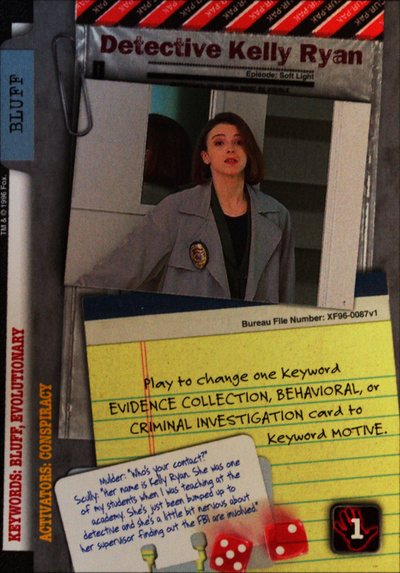 Detective Kelly Ryan
Episode: Soft Light
BLUFF
TM & © 1996 Fox.
Bureau File Number: XF96-0087v1
Play to change one Keyword
EVIDENCE COLLECTION, BEHAVIORAL, or
CRIMINAL INVESTIGATION card to
Keyword MOTIVE.
KEYWORDS: BLUFF, EVOLUTIONARY
ACTIVATORS: CONSPIRACY
Mulder: "Who's your contact?"
Scully: "Her name is Kelly Ryan. She was one
of my students when I was teaching at the
academy. She's just been bumped up to
detective and she's a little bit nervous about
her supervisor finding out the FBI are involved."
1